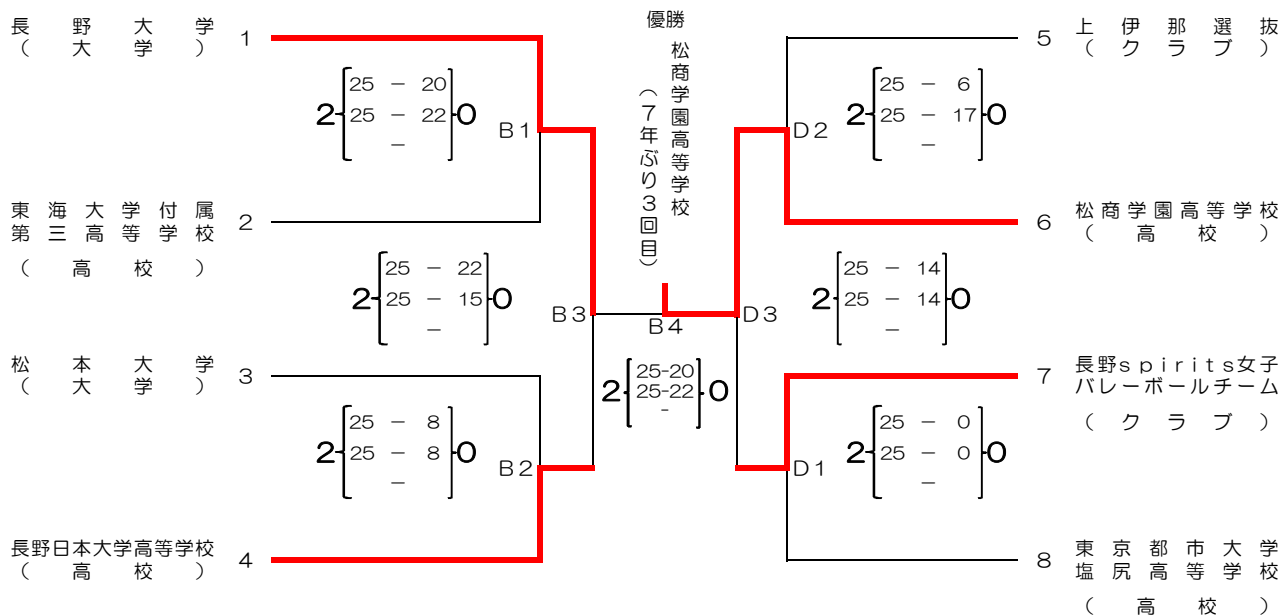 優勝
松商学園高等学校
（７年ぶり３回目）
長野大学
（大学）
1
2 25 － 20 0
25 － 22
－
B1
東海大学付属
第三高等学校
（高校）
2
2 25 － 22 0
25 － 15
－
B3
松本大学
（大学）
3
2 25 － 8 0
25 － 8
－
B2
長野日本大学高等学校
（高校）
4
B4
2 25-20 0
25-22
-
5
上伊那選抜
（クラブ）
2 25 － 6 0
25 － 17
－
D2
6
松商学園高等学校
（高校）
2 25 － 14 0
25 － 14
－
D3
7
長野spirits女子
バレーボールチーム
（クラブ）
2 25 － 0 0
25 － 0
－
D1
8
東京都市大学
塩尻高等学校
（高校）